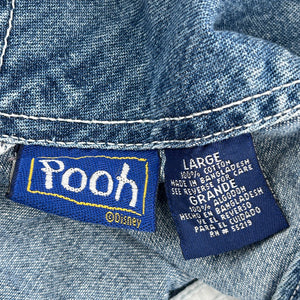 Pooh
©Disney
LARGE
100% COTTON
MADE IN BANGLADESH
SEE REVERSE FOR CARE
GRANDE
100% ALGODON
HECHO EN BANGLADESH
VEA EL REVERSO
PARA EL CUIDADO
RN # 55219